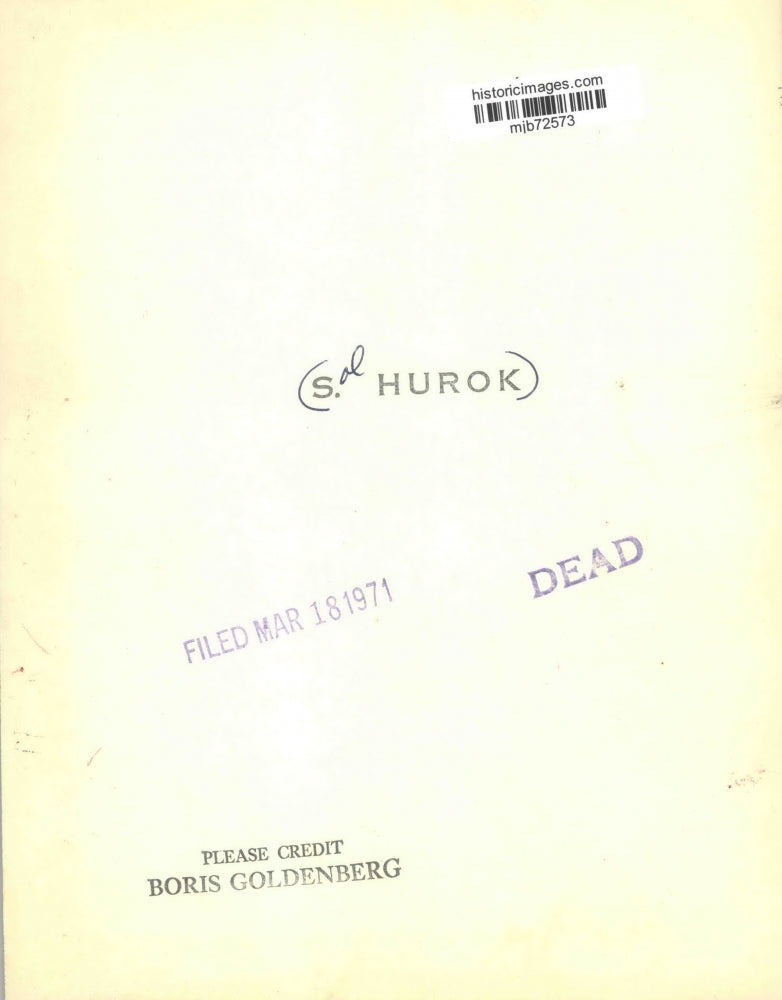 historicimages.com
mjb72573
(S.ol HUROK)
DEAD
FILED MAR 18 1971
PLEASE CREDIT
BORIS GOLDENBERG